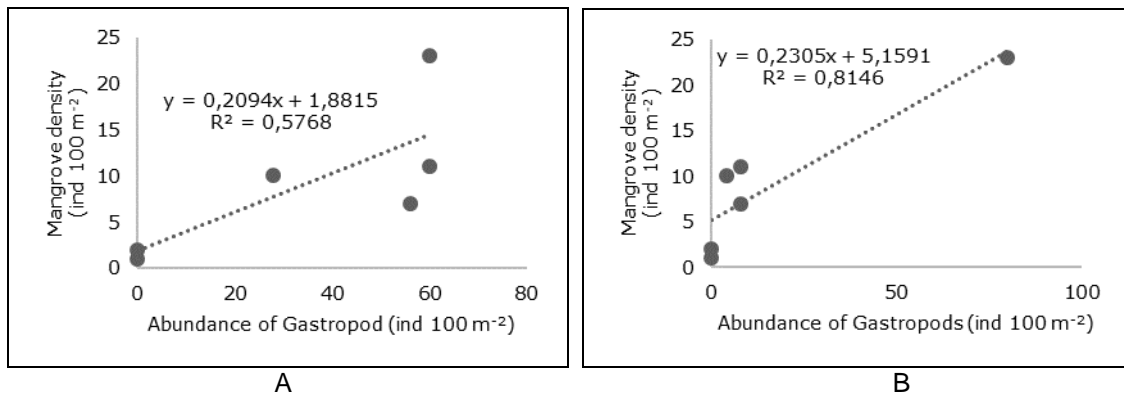 25
20
15
10
5
0
Mangrove density
(ind 100 m⁻²)
y = 0,2094x + 1,8815
R² = 0,5768
0 20 40 60 80
Abundance of Gastropod (ind 100 m⁻²)
A
25
20
15
10
5
0
Mangrove density
(ind 100 m⁻²)
y = 0,2305x + 5,1591
R² = 0,8146
0 50 100
Abundance of Gastropods (ind 100 m⁻²)
B